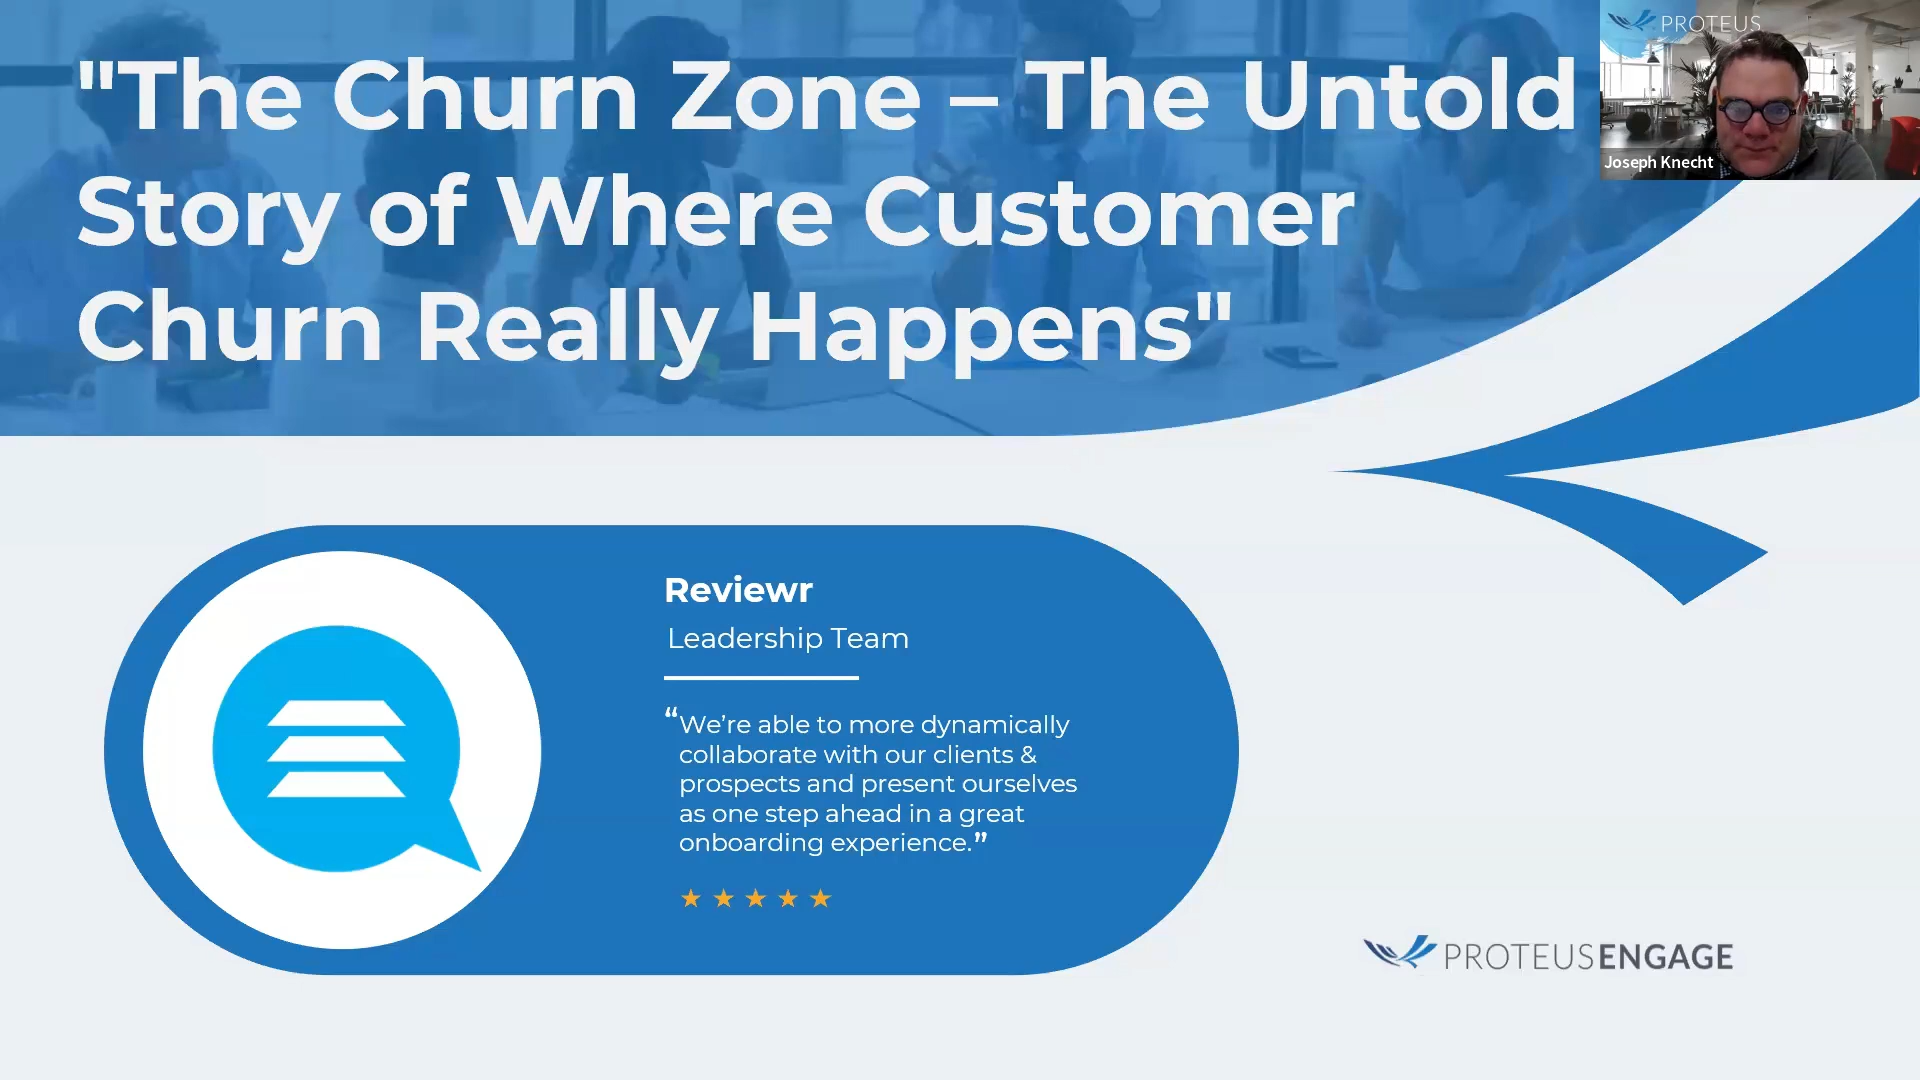 "The Churn Zone – The Untold
Story of Where Customer
Churn Really Happens"
PROTEUS
Joseph Knecht
Reviewr
Leadership Team
“We’re able to more dynamically
collaborate with our clients &
prospects and present ourselves
as one step ahead in a great
onboarding experience.”
PROTEUSENGAGE